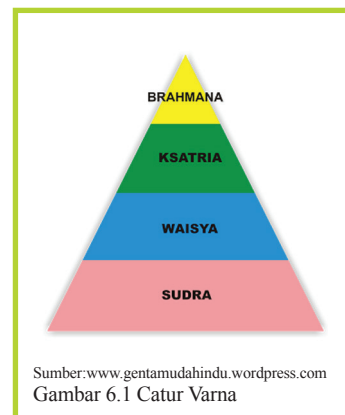 BRAHMANA
KSATRIA
WAISYA
SUDRA
Sumber:www.gentamudahindu.wordpress.com
Gambar 6.1 Catur Varna